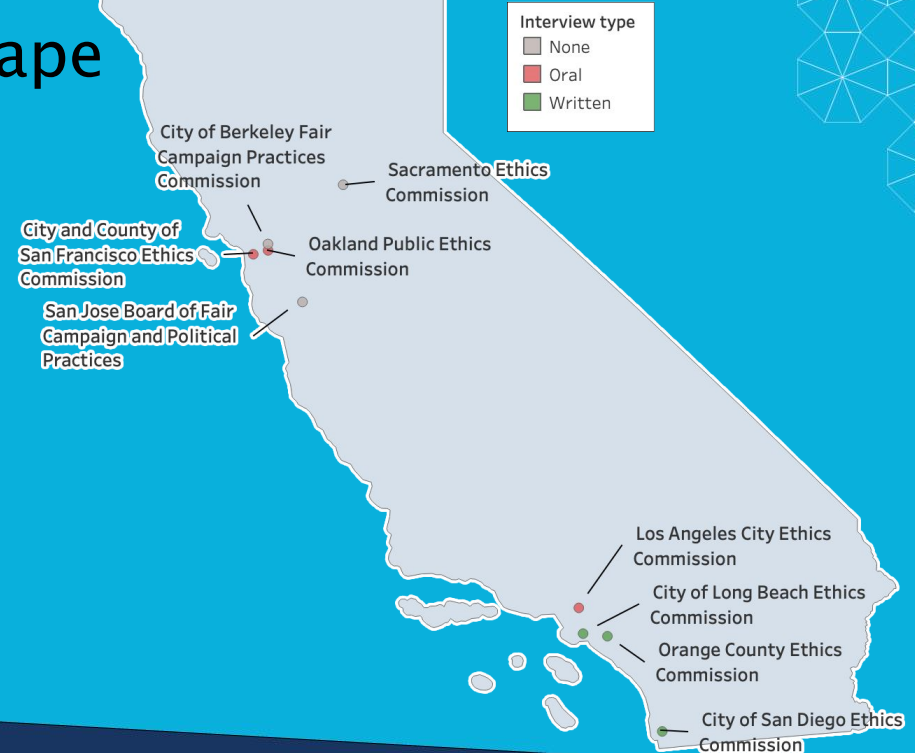 ape
Interview type
None
Oral
Written
City of Berkeley Fair
Campaign Practices
Commission
Sacramento Ethics
Commission
City and County of
San Francisco Ethics
Commission
Oakland Public Ethics
Commission
San Jose Board of Fair
Campaign and Political
Practices
Los Angeles City Ethics
Commission
City of Long Beach Ethics
Commission
Orange County Ethics
Commission
City of San Diego Ethics
Commission